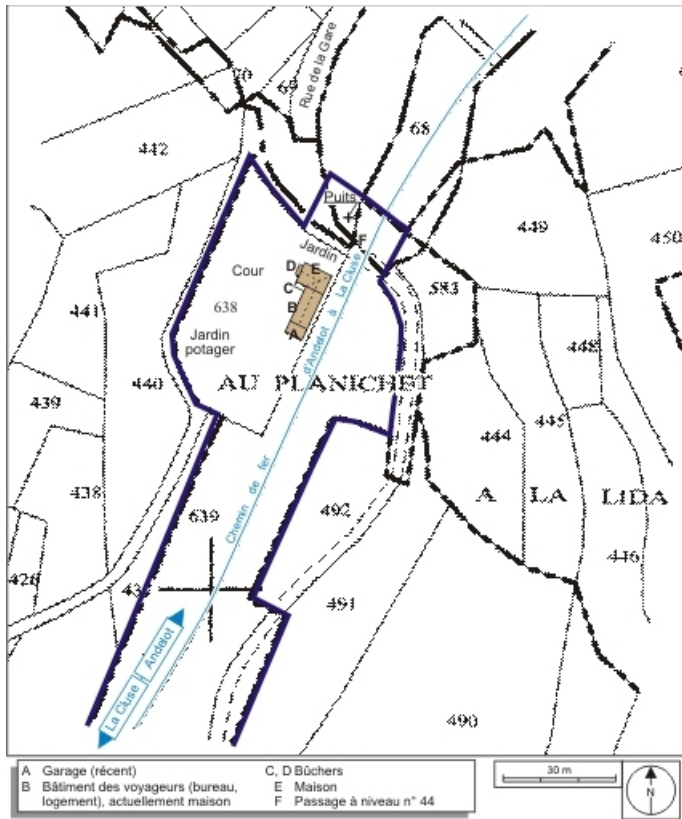 70
69
Rue de la Gare
68
442
Puits
F
449
450
Jardin
D E
Cour
C
B
638
583
441
Jardin
potager
A
448
d'Andelot à La Cluse
440
AU PLANICHET
439
444
445
Chemin de fer
438
639
492
A LA LIDA
446
426
491
La Cluse
Andelot
490
A Garage (récent)
B Bâtiment des voyageurs (bureau,
logement), actuellement maison
C, D Bûchers
E Maison
F Passage à niveau n° 44
30 m
N